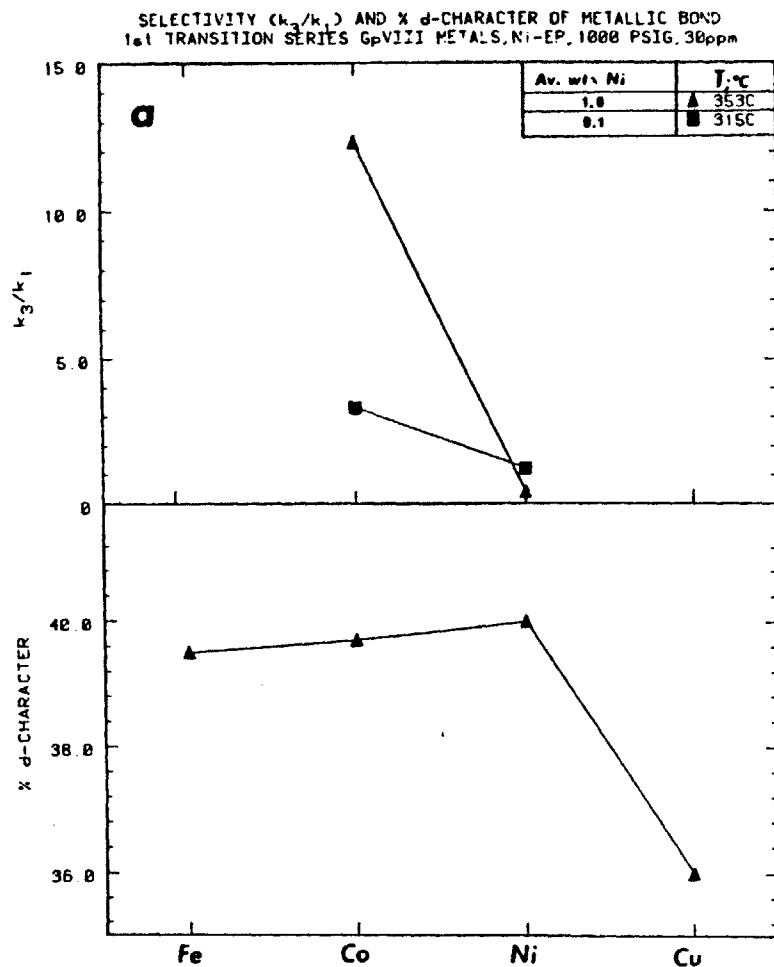 SELECTIVITY (k3/k1) AND % d-CHARACTER OF METALLIC BOND
1st TRANSITION SERIES GpVIII METALS, Ni-EP, 1000 PSIG, 30ppm
a
Av. wt% Ni T, °C
1.0 ▲ 353C
0.1 ■ 315C
15.0
10.0
5.0
0
k3/k1
40.0
38.0
36.0
% d-CHARACTER
Fe Co Ni Cu